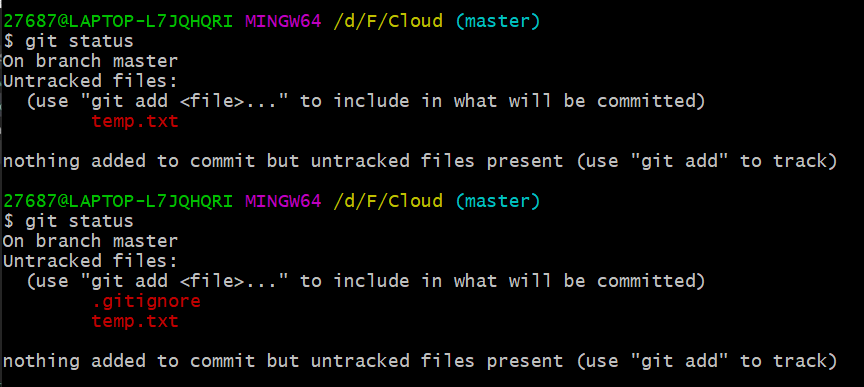 27687@LAPTOP-L7JQHQRI MINGW64 /d/F/Cloud (master)
$ git status
On branch master
Untracked files:
  (use "git add <file>..." to include in what will be committed)
        temp.txt

nothing added to commit but untracked files present (use "git add" to track)

27687@LAPTOP-L7JQHQRI MINGW64 /d/F/Cloud (master)
$ git status
On branch master
Untracked files:
  (use "git add <file>..." to include in what will be committed)
        .gitignore
        temp.txt

nothing added to commit but untracked files present (use "git add" to track)